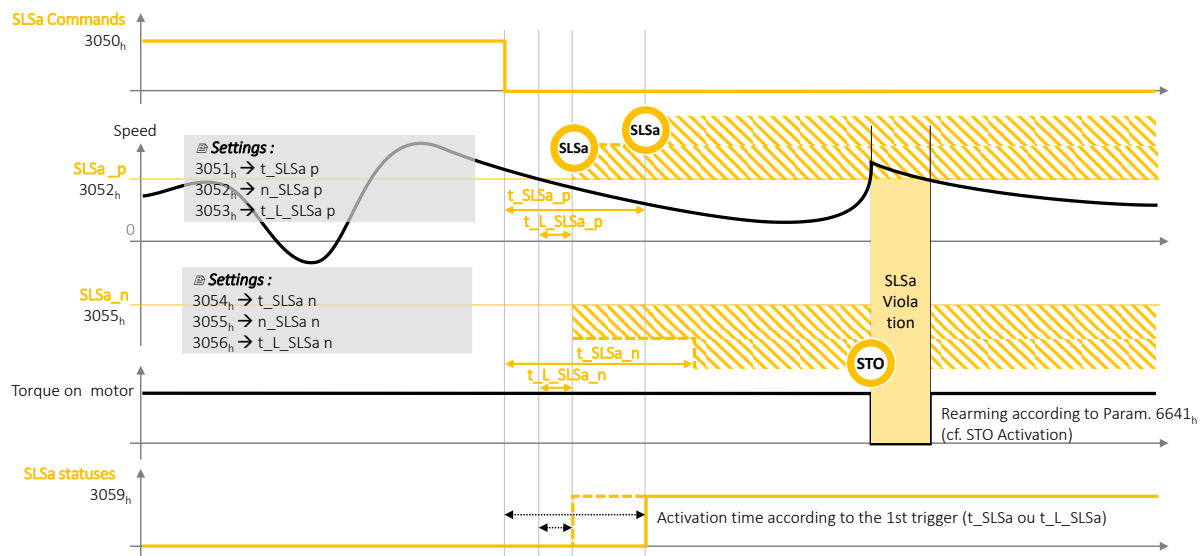 SLSa Commands
3050h
Speed
SLSa _p
3052h
0
Settings :
3051h → t_SLSa p
3052h → n_SLSa p
3053h → t_L_SLSa p
SLSa
SLSa
t_SLSa_p
t_L_SLSa_p
SLSa_n
3055h
Settings :
3054h → t_SLSa n
3055h → n_SLSa n
3056h → t_L_SLSa n
SLSa
Viola
tion
t_SLSa_n
t_L_SLSa_n
STO
Torque on motor
Rearming according to Param. 6641h
(cf. STO Activation)
SLSa statuses
3059h
Activation time according to the 1st trigger (t_SLSa ou t_L_SLSa)